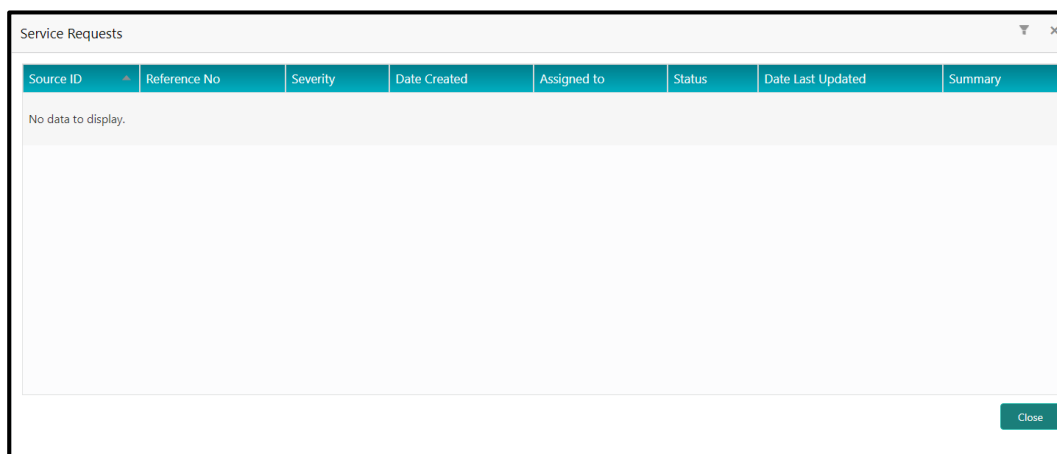 Service Requests
Source ID Reference No Severity Date Created Assigned to Status Date Last Updated Summary
No data to display.
Close